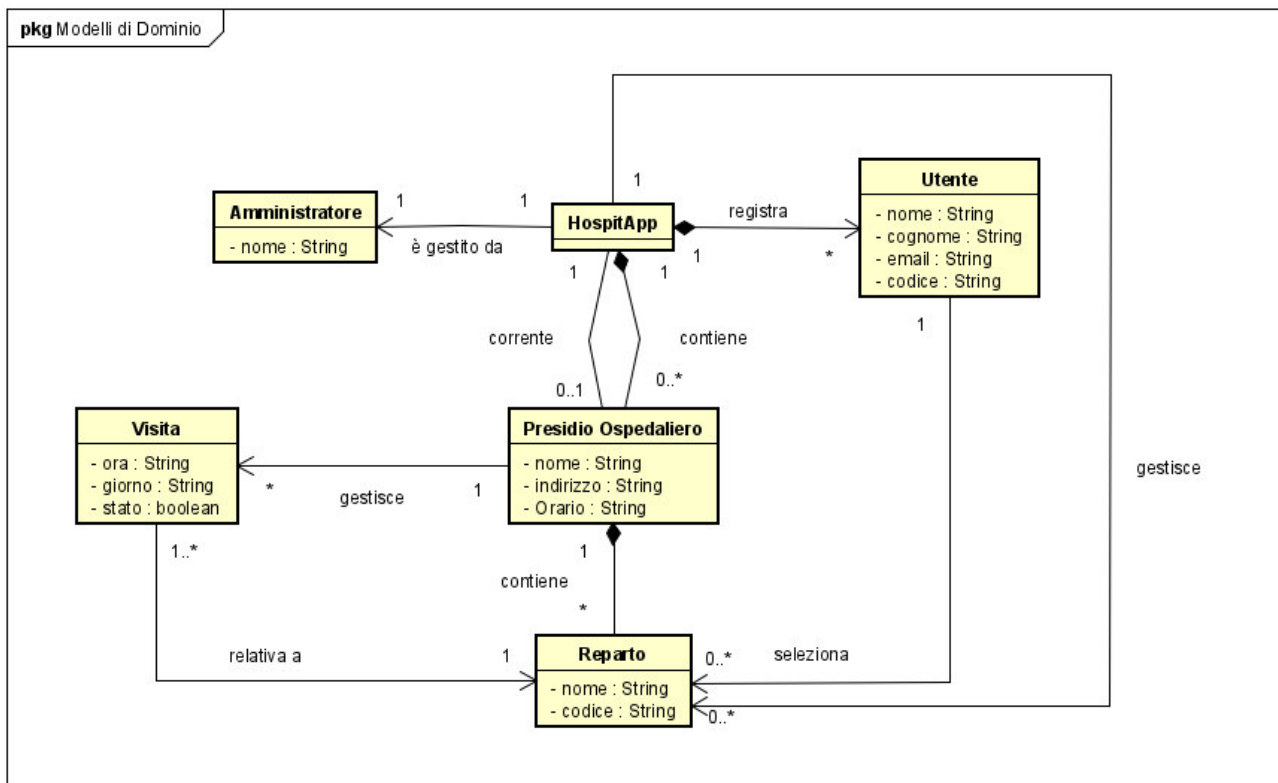 pkg Modelli di Dominio
1
Amministratore
- nome : String
1
1
è gestito da
HospitApp
registra
1
*
Utente
- nome : String
- cognome : String
- email : String
- codice : String
1
1
1
corrente
contiene
0..1
0..*
Visita
- ora : String
- giorno : String
- stato : boolean
*
gestisce
1
Presidio Ospedaliero
- nome : String
- indirizzo : String
- Orario : String
gestisce
1..*
1
contiene
*
relativa a
1
Reparto
- nome : String
- codice : String
0..*
seleziona
0..*